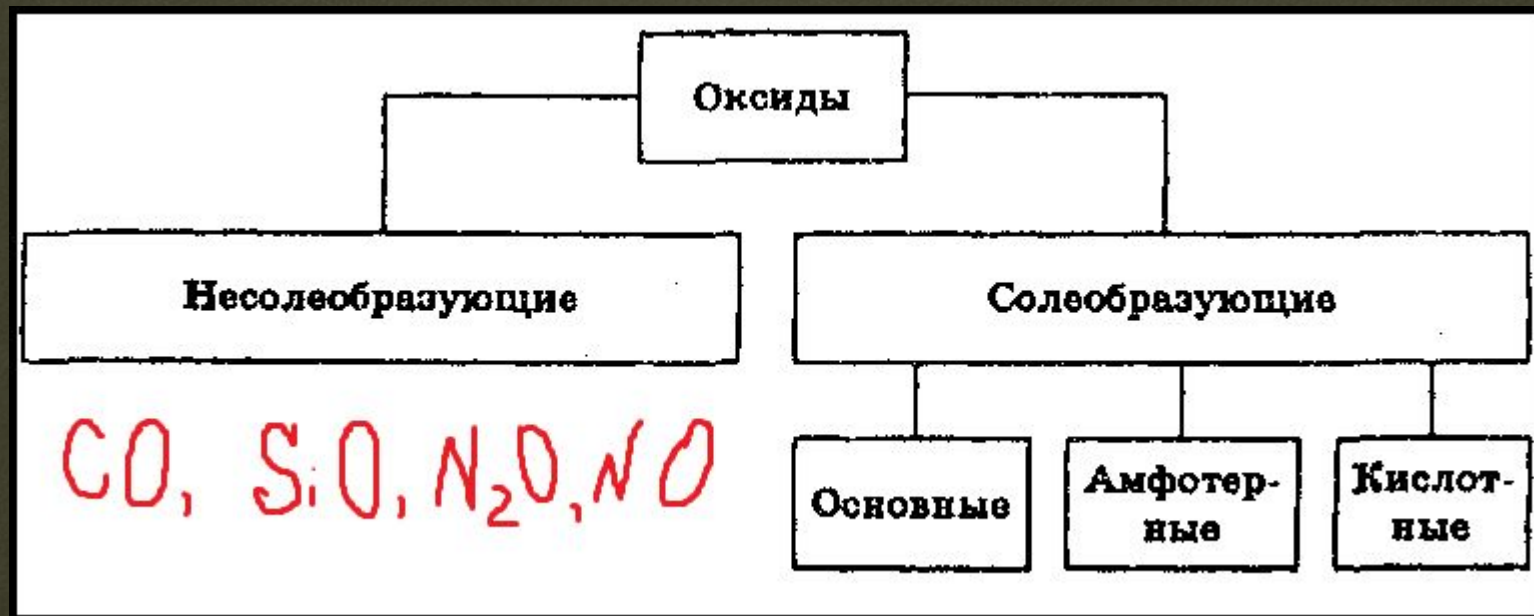 Оксиды
Несолеобразующие
Солеобразующие
CO, SiO, N₂O, NO
Основные
Амфотер-
ные
Кислот-
ные